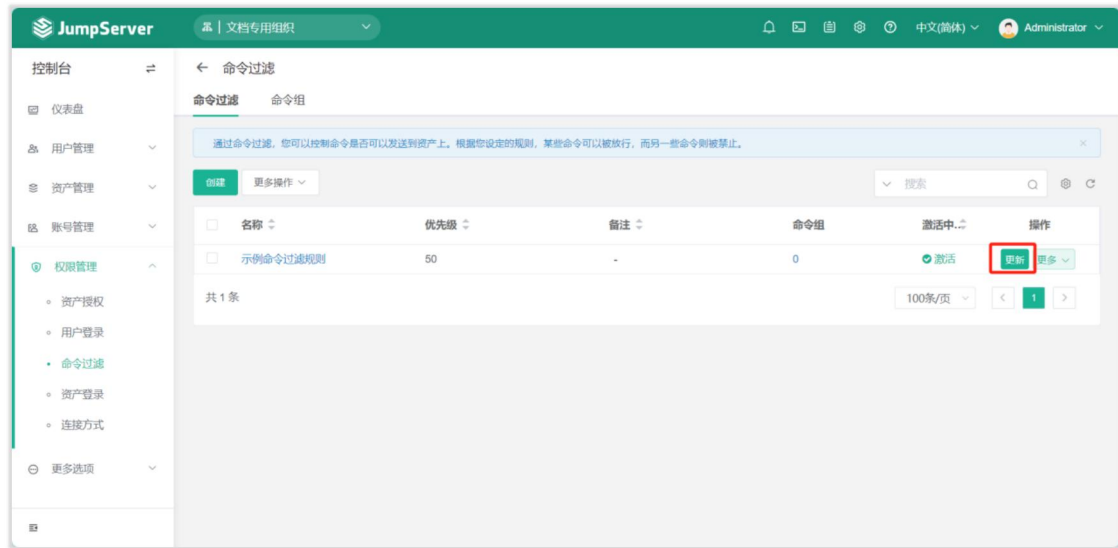 JumpServer 文档专用组织 中文(简体) Administrator
控制台
命令过滤
命令过滤 命令组
仪表盘
用户管理
资产管理
账号管理
权限管理
资产授权
用户登录
命令过滤
资产登录
连接方式
更多选项
通过命令过滤，您可以控制命令是否可以发送到资产上。根据您设定的规则，某些命令可以被放行，而另一些命令则被禁止。
创建 更多操作 搜索
名称 优先级 备注 命令组 激活中... 操作
示例命令过滤规则 50 - 0 激活 更新 更多
共 1 条 100条/页 1